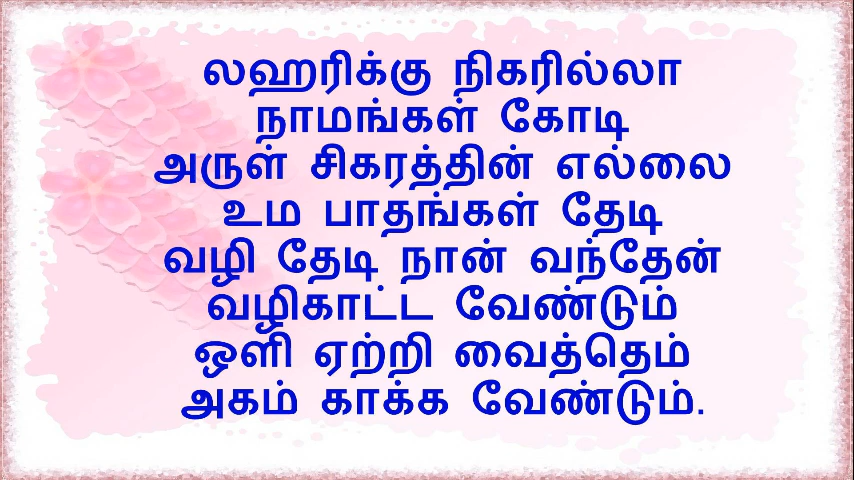 லஹரிக்கு நிகரில்லா
நாமங்கள் கோடி
அருள் சிகரத்தின் எல்லை
உம பாதங்கள் தேடி
வழி தேடி நான் வந்தேன்
வழிகாட்ட வேண்டும்
ஒளி ஏற்றி வைத்தெம்
அகம் காக்க வேண்டும்.